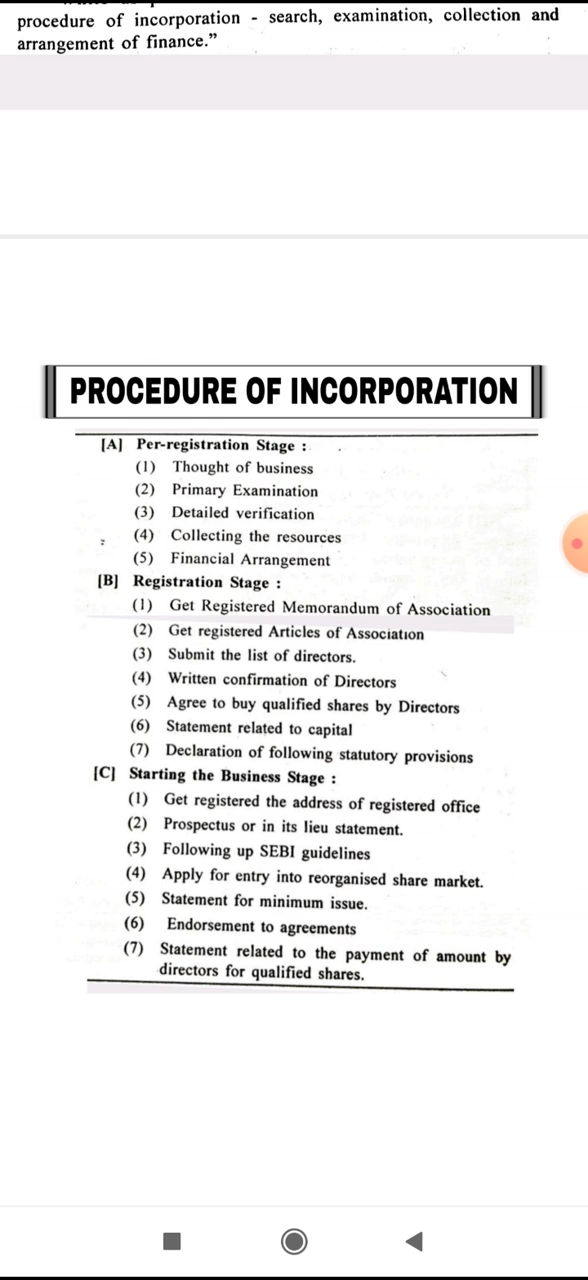 procedure of incorporation - search, examination, collection and
arrangement of finance.”
PROCEDURE OF INCORPORATION
[A] Per-registration Stage :
(1) Thought of business
(2) Primary Examination
(3) Detailed verification
(4) Collecting the resources
(5) Financial Arrangement
[B] Registration Stage :
(1) Get Registered Memorandum of Association
(2) Get registered Articles of Association
(3) Submit the list of directors.
(4) Written confirmation of Directors
(5) Agree to buy qualified shares by Directors
(6) Statement related to capital
(7) Declaration of following statutory provisions
[C] Starting the Business Stage :
(1) Get registered the address of registered office
(2) Prospectus or in its lieu statement.
(3) Following up SEBI guidelines
(4) Apply for entry into reorganised share market.
(5) Statement for minimum issue.
(6) Endorsement to agreements
(7) Statement related to the payment of amount by
directors for qualified shares.